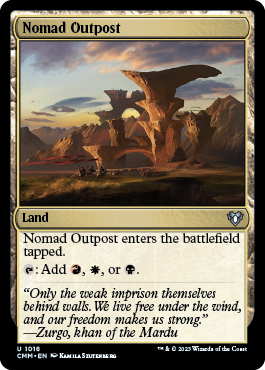 Nomad Outpost
Land
Nomad Outpost enters the battlefield
tapped.
: Add , , or .
“Only the weak imprison themselves
behind walls. We live free under the wind,
and our freedom makes us strong.”
—Zurgo, khan of the Mardu
U 1016
CMM • EN Kamila Szutenberg
™ & © 2023 Wizards of the Coast